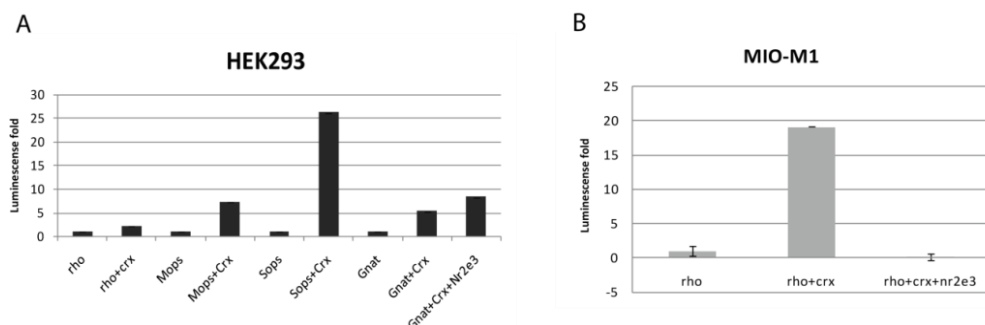 A
HEK293
Luminescense fold
30
25
20
15
10
5
0
rho
rho+crx
Mops
Mops+Crx
Sops
Sops+Crx
Gnat
Gnat+Crx
Gnat+Crx+Nr2e3
B
MIO-M1
Luminescense fold
25
20
15
10
5
0
-5
rho
rho+crx
rho+crx+nr2e3